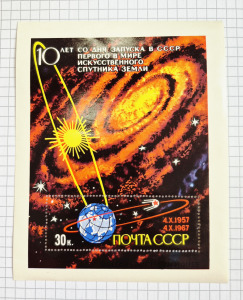 10 ЛЕТ СО ДНЯ ЗАПУСКА В СССР
ПЕРВОГО В МИРЕ
ИСКУССТВЕННОГО
СПУТНИКА ЗЕМЛИ
4.X.1957
4.X.1967
30к. ПОЧТА СССР